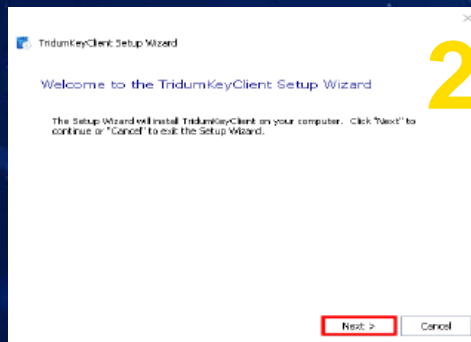 TridumKeyClient Setup Wizard
2
Welcome to the TridumKeyClient Setup Wizard
The Setup Wizard will install TridumKeyClient on your computer. Click "Next" to
continue or "Cancel" to exit the Setup Wizard.
Next >
Cancel